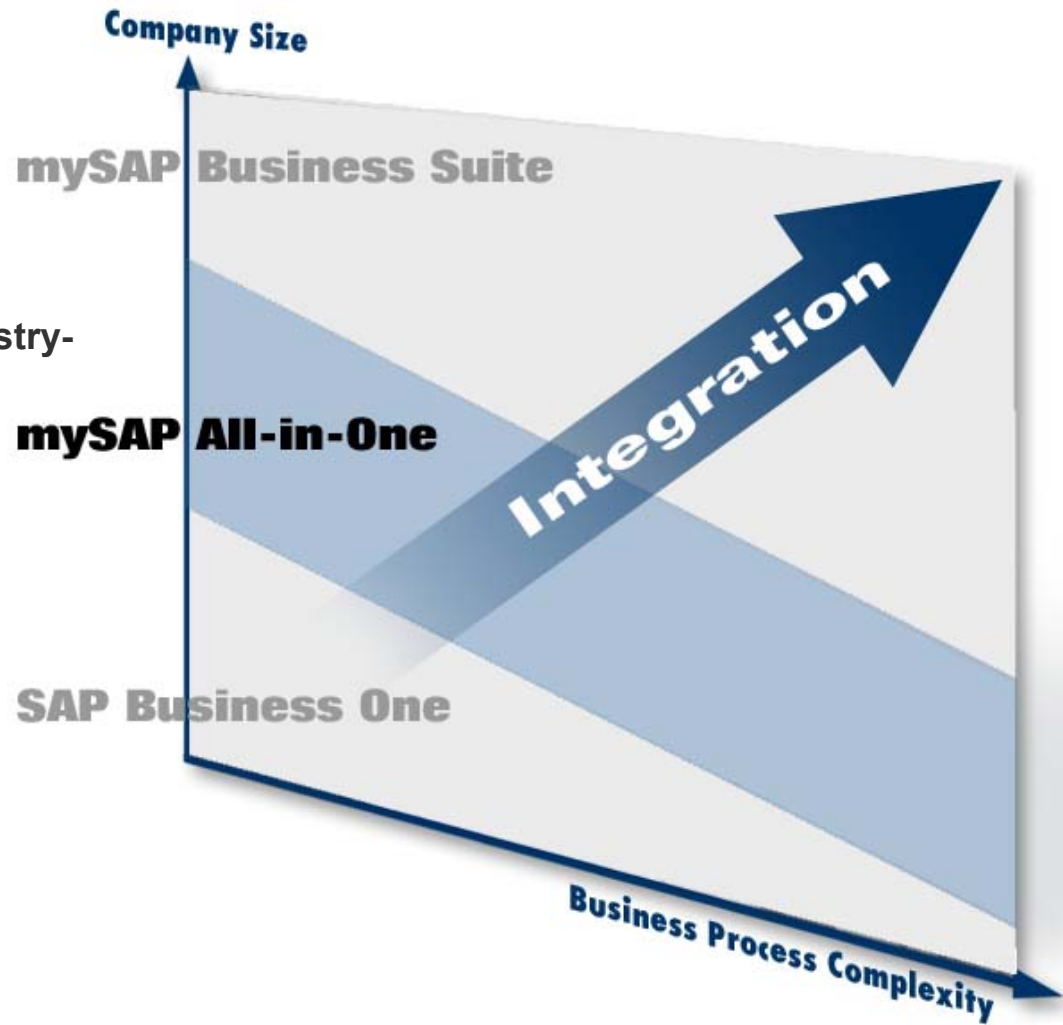 Company Size
mySAP Business Suite
stry-
mySAP All-in-One
Integration
SAP Business One
Business Process Complexity